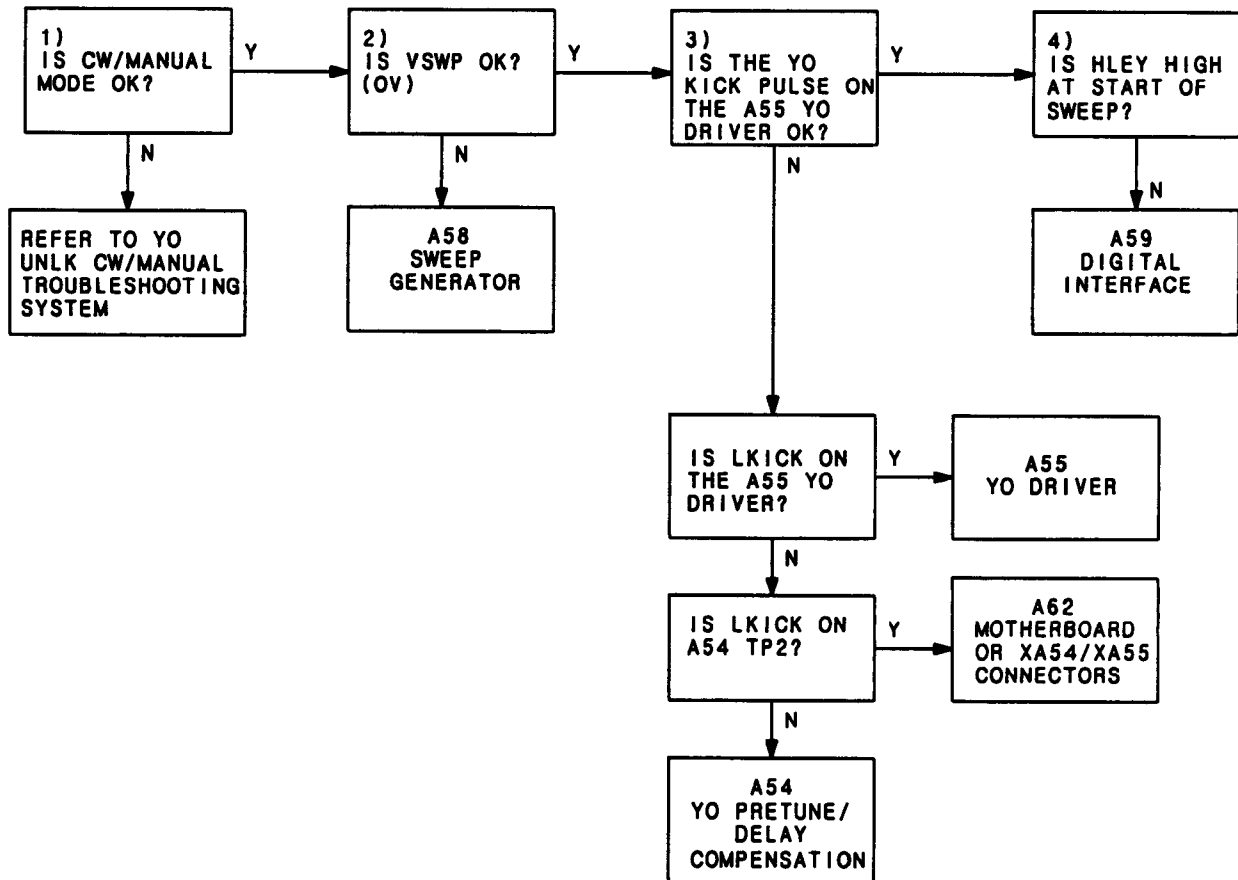 1)
IS CW/MANUAL
MODE OK?
Y
N
REFER TO YO
UNLK CW/MANUAL
TROUBLESHOOTING
SYSTEM
2)
IS VSWP OK?
(OV)
Y
N
A58
SWEEP
GENERATOR
3)
IS THE YO
KICK PULSE ON
THE A55 YO
DRIVER OK?
Y
N
4)
IS HLEY HIGH
AT START OF
SWEEP?
N
A59
DIGITAL
INTERFACE
IS LKICK ON
THE A55 YO
DRIVER?
Y
A55
YO DRIVER
N
IS LKICK ON
A54 TP2?
Y
A62
MOTHERBOARD
OR XA54/XA55
CONNECTORS
N
A54
YO PRETUNE/
DELAY
COMPENSATION